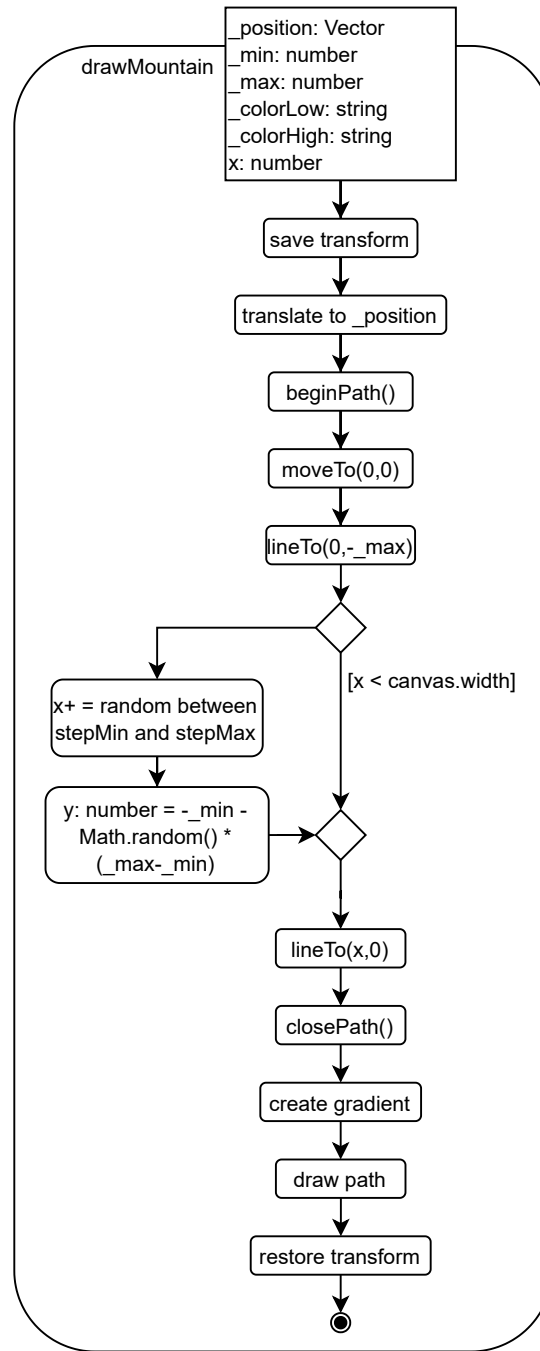 drawMountain
_position: Vector
_min: number
_max: number
_colorLow: string
_colorHigh: string
x: number
save transform
translate to _position
beginPath()
moveTo(0,0)
lineTo(0,-_max)
[x < canvas.width]
x+ = random between
stepMin and stepMax
y: number = -_min -
Math.random() *
(_max-_min)
lineTo(x,0)
closePath()
create gradient
draw path
restore transform